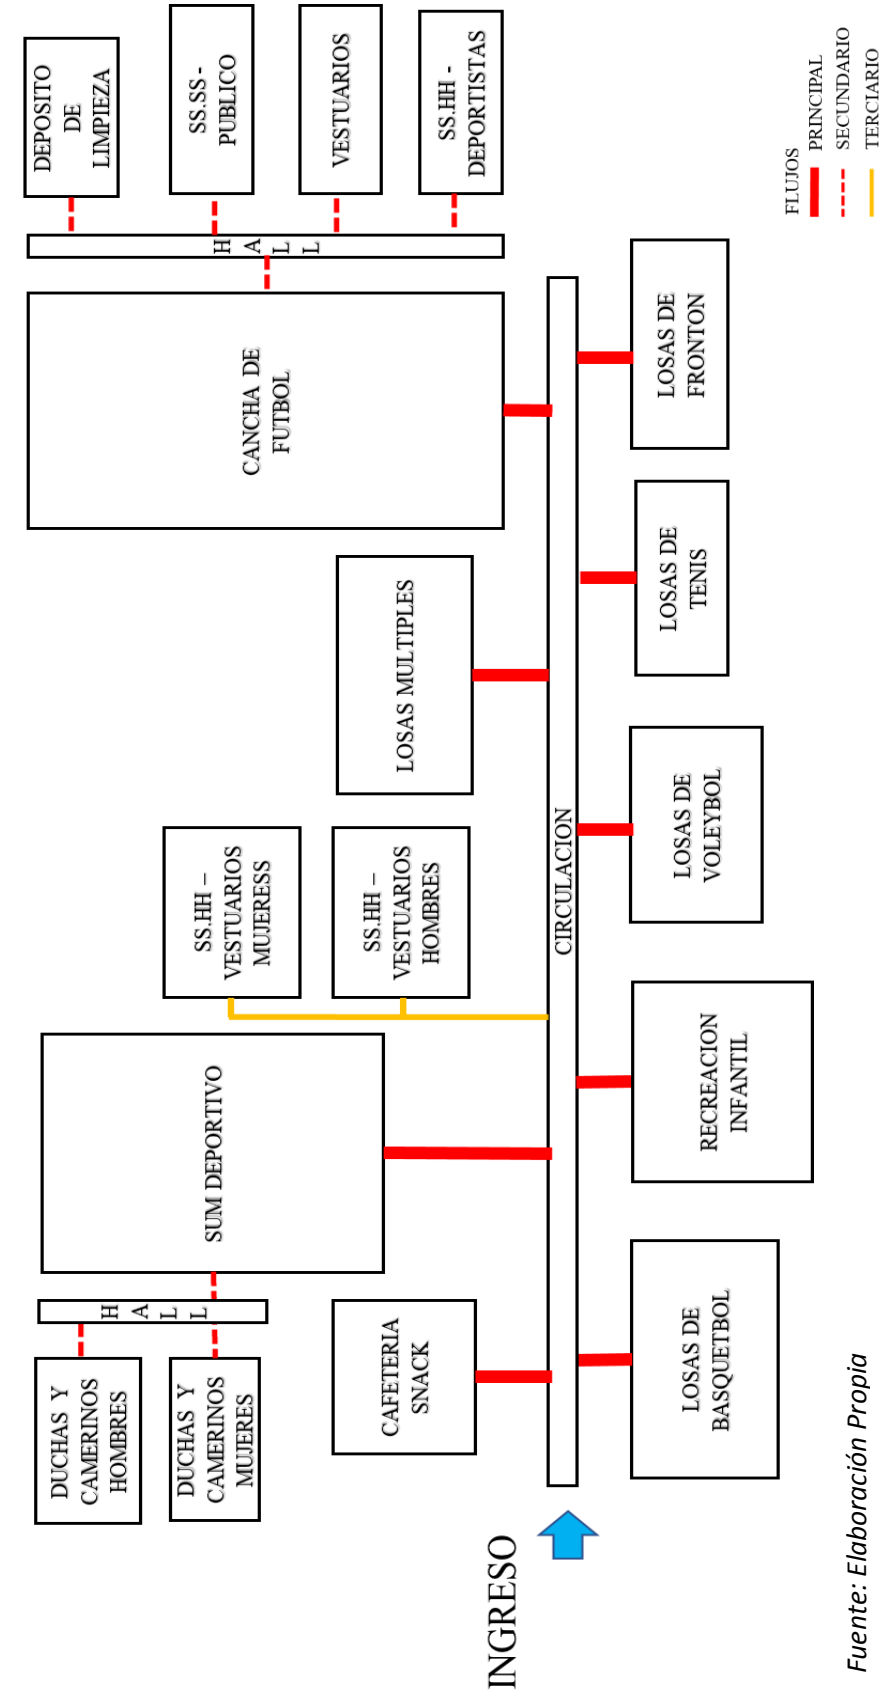 DUCHAS Y
CAMERINOS
HOMBRES
DUCHAS Y
CAMERINOS
MUJERES
HALL
SUM DEPORTIVO
SS.HH –
VESTUARIOS
MUJERESS
SS.HH –
VESTUARIOS
HOMBRES
CAFETERIA
SNACK
LOSAS MULTIPLES
CANCHA DE
FUTBOL
HALL
DEPOSITO
DE
LIMPIEZA
SS.SS -
PUBLICO
VESTUARIOS
SS.HH -
DEPORTISTAS
INGRESO
CIRCULACION
LOSAS DE
BASQUETBOL
RECREACION
INFANTIL
LOSAS DE
VOLEYBOL
LOSAS DE
TENIS
LOSAS DE
FRONTON
FLUJOS
PRINCIPAL
SECUNDARIO
TERCIARIO
Fuente: Elaboración Propia